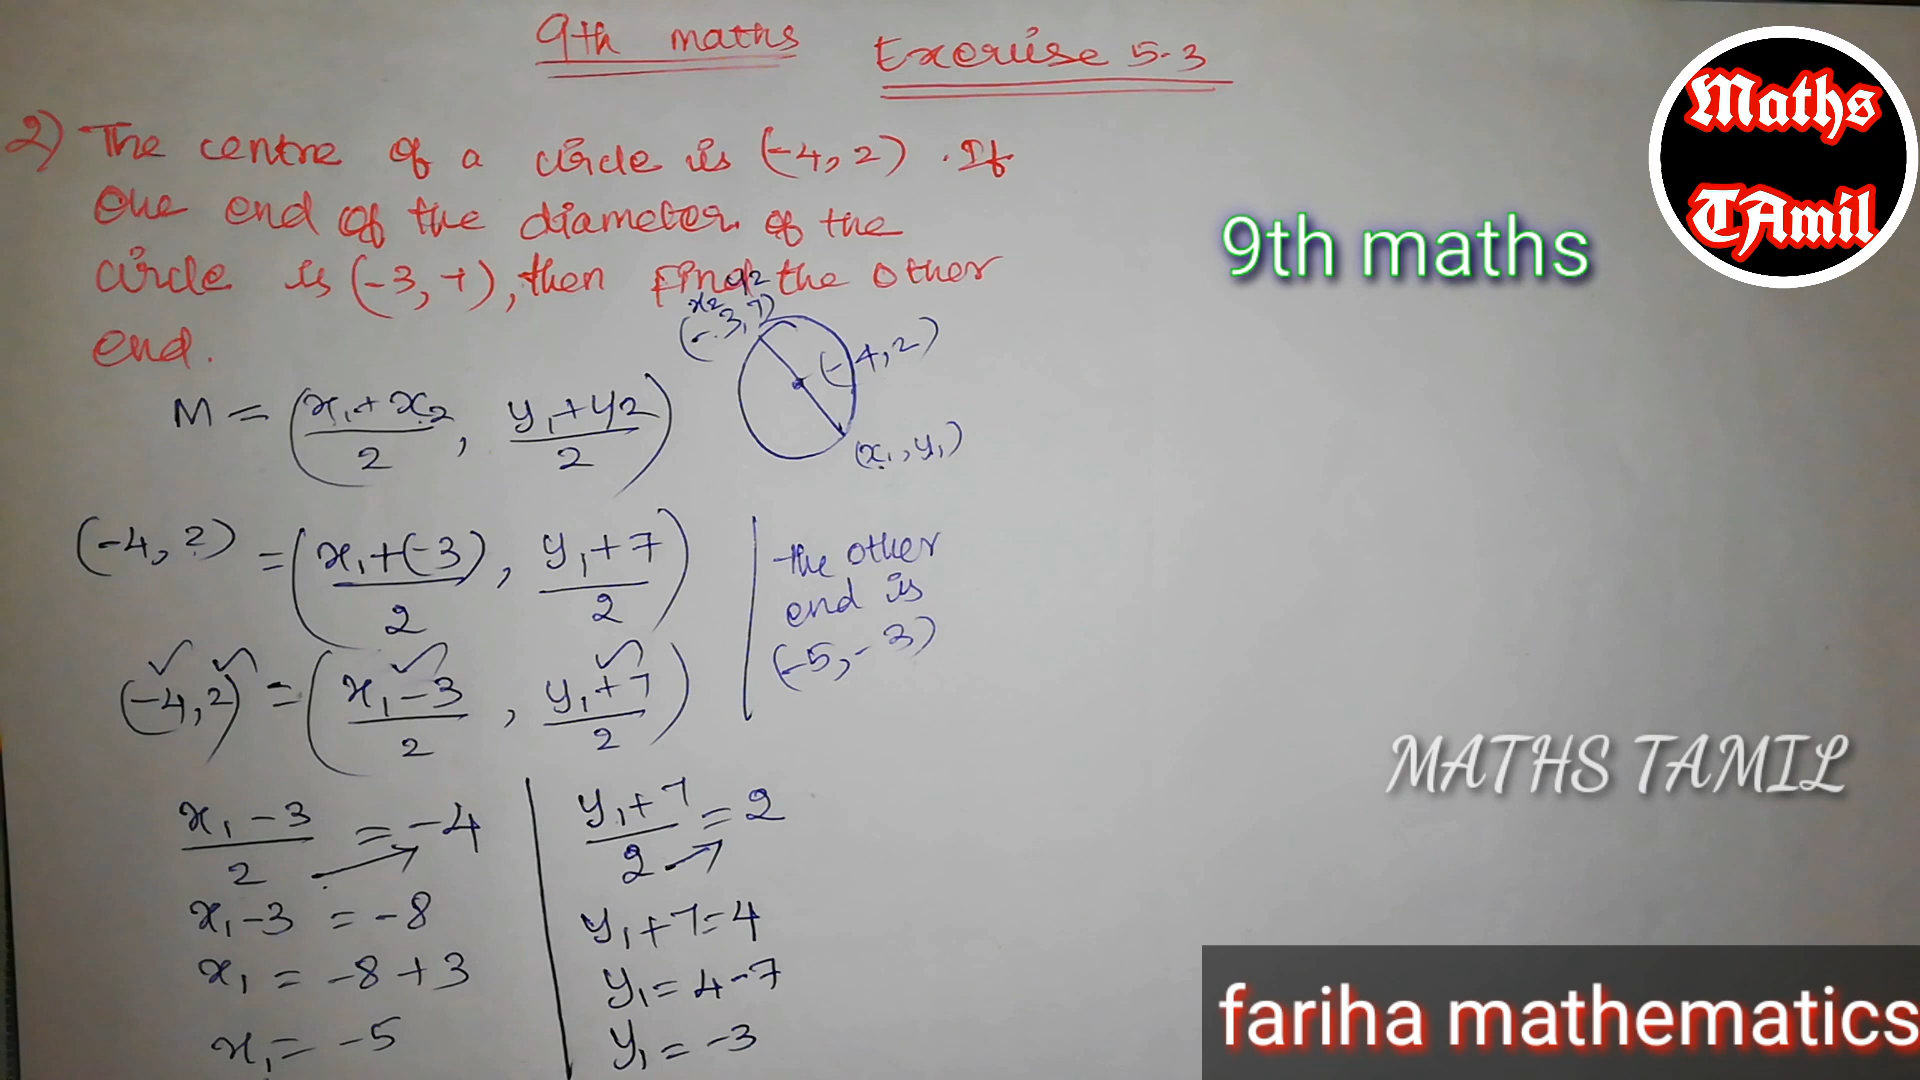 9th maths Exercise 5.3
2) The centre of a circle is (-4, 2). If
one end of the diameter of the
circle is (-3, 7), then find the other
end.
x2 y2
(-3, 7)
(-4, 2)
(x₁, y₁)
M = (x₁ + x₂ / 2, y₁ + y2 / 2)
(-4, 2) = (x₁ + (-3) / 2, y₁ + 7 / 2)
(-4, 2) = (x₁ - 3 / 2, y₁ + 7 / 2)
the other
end is
(-5, -3)
x₁ - 3 / 2 = -4
x₁ - 3 = -8
x₁ = -8 + 3
x₁ = -5
y₁ + 7 / 2 = 2
y₁ + 7 = 4
y₁ = 4 - 7
y₁ = -3
Maths
TAmil
9th maths
MATHS TAMIL
fariha mathematics